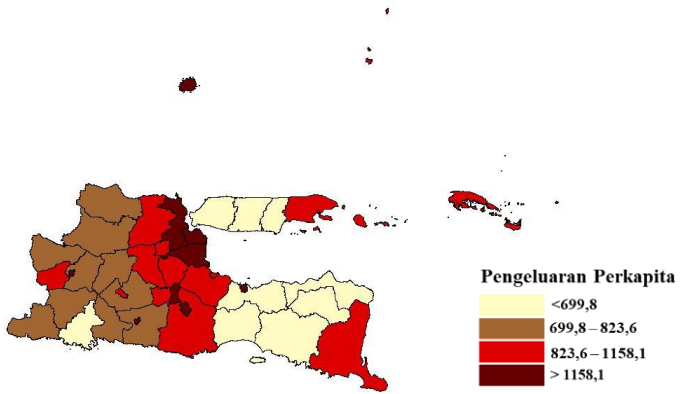 Pengeluaran Perkapita
<699,8
699,8 – 823,6
823,6 – 1158,1
> 1158,1